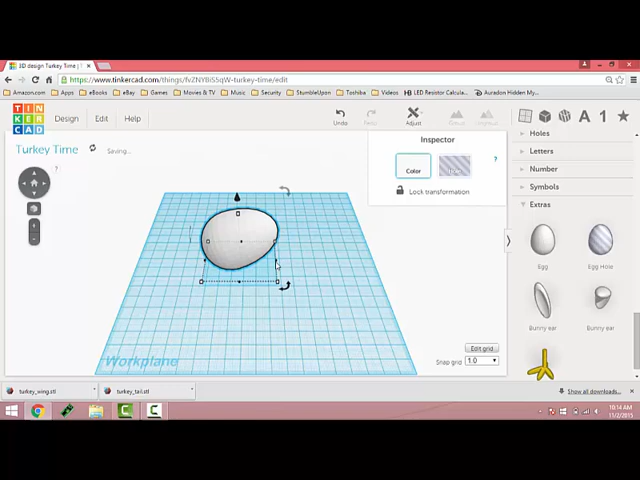 3D design Turkey Time |
https://www.tinkercad.com/things/fvZNYBiS5qW-turkey-time/edit
Amazon.com Apps eBooks eBay Games Movies & TV Music Security StumbleUpon Toshiba Videos LED Resistor Calculat... Auradon Hidden My...
TIN
KER
CAD
Design Edit Help
Undo Adjust
Turkey Time Saving...
Inspector
Color
Lock transformation
Holes
Letters
Number
Symbols
Extras
Egg Egg Hole
Bunny ear Bunny ear
Workplane
Edit grid
Snap grid 1.0
turkey_wing.stl turkey_tail.stl Show all downloads...
10:14 AM
11/2/2015